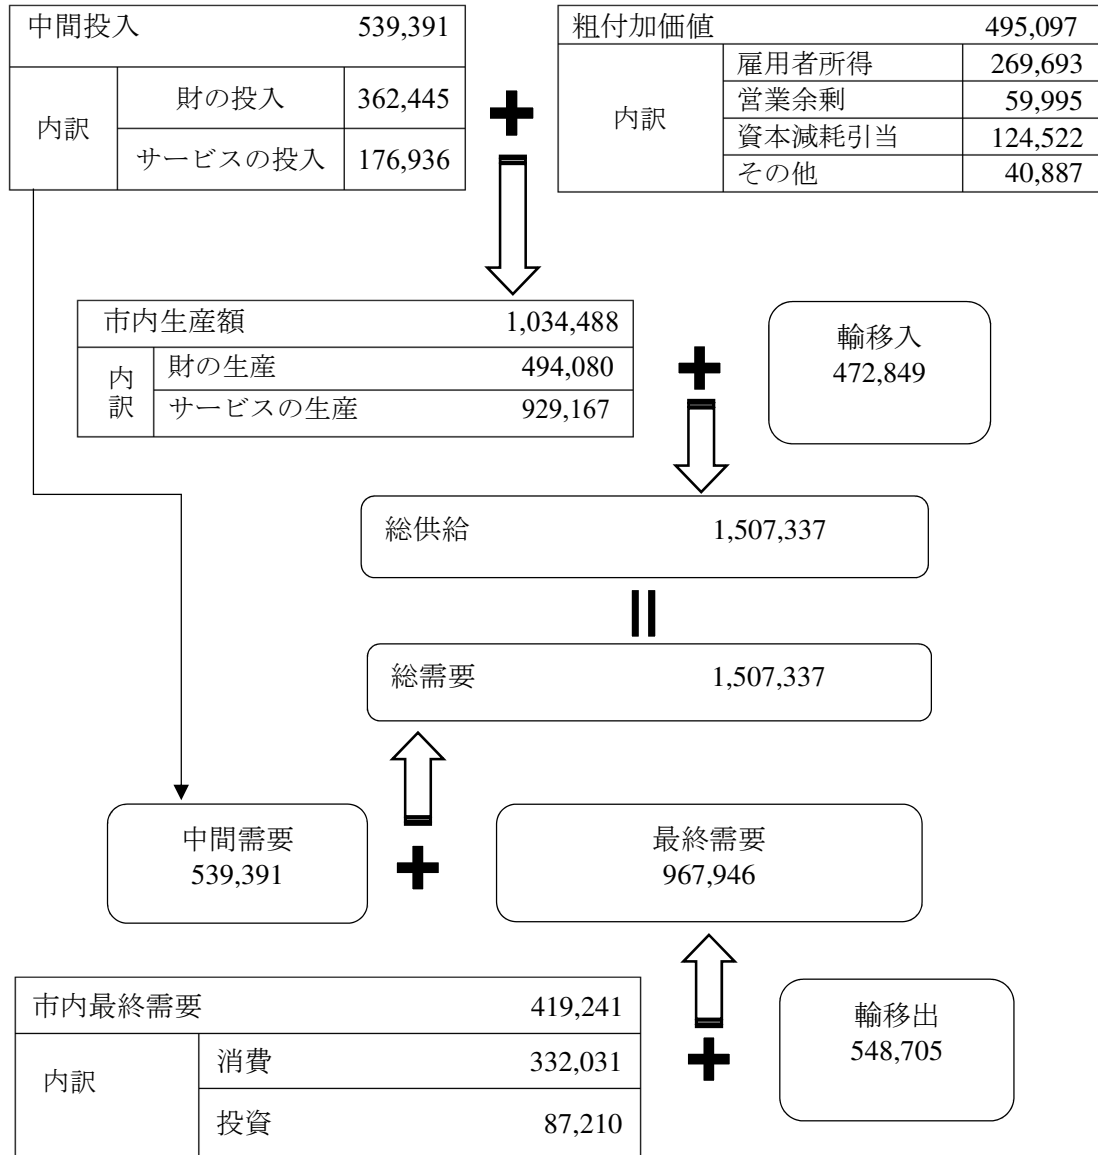 中間投入 539,391
内訳
財の投入 362,445
サービスの投入 176,936
粗付加価値 495,097
内訳
雇用者所得 269,693
営業余剰 59,995
資本減耗引当 124,522
その他 40,887
市内生産額 1,034,488
内訳
財の生産 494,080
サービスの生産 929,167
輸移入
472,849
総供給 1,507,337
総需要 1,507,337
中間需要
539,391
最終需要
967,946
市内最終需要 419,241
内訳
消費 332,031
投資 87,210
輸移出
548,705